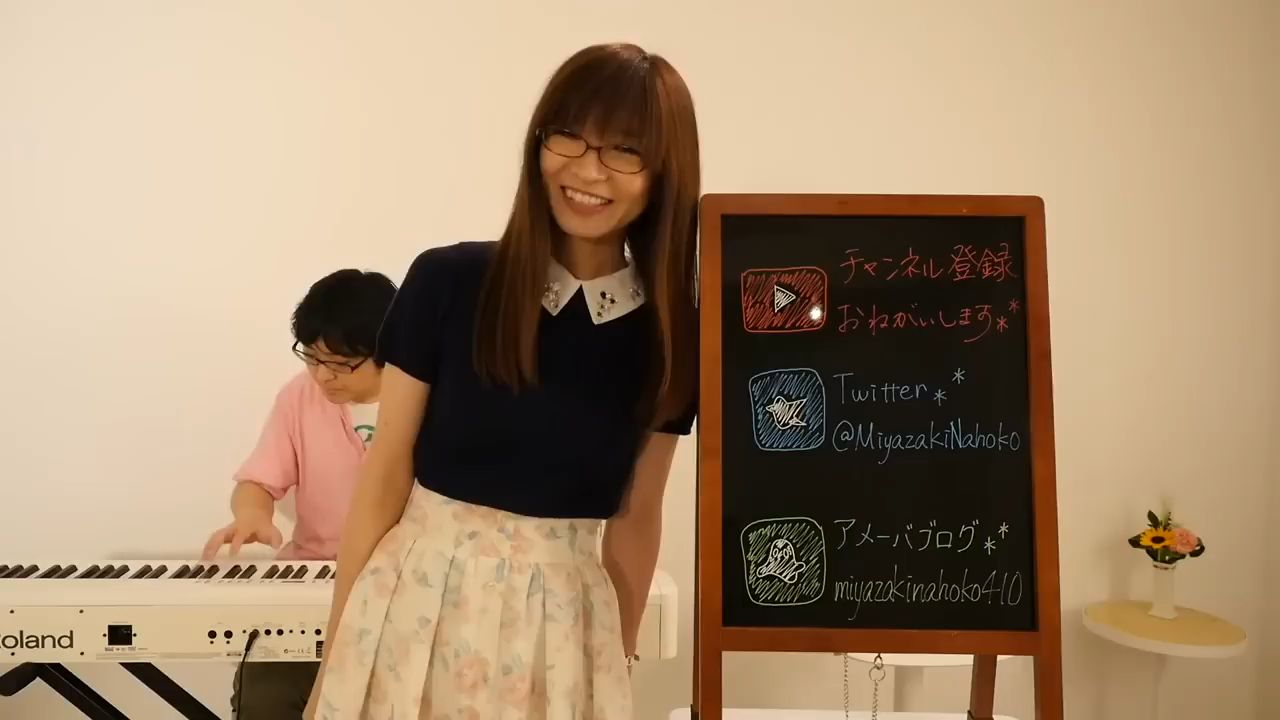 チャンネル登録
おねがいします**
Twitter**
@MiyazakiNahoko
アメーバブログ**
miyazakinahoko410
Roland